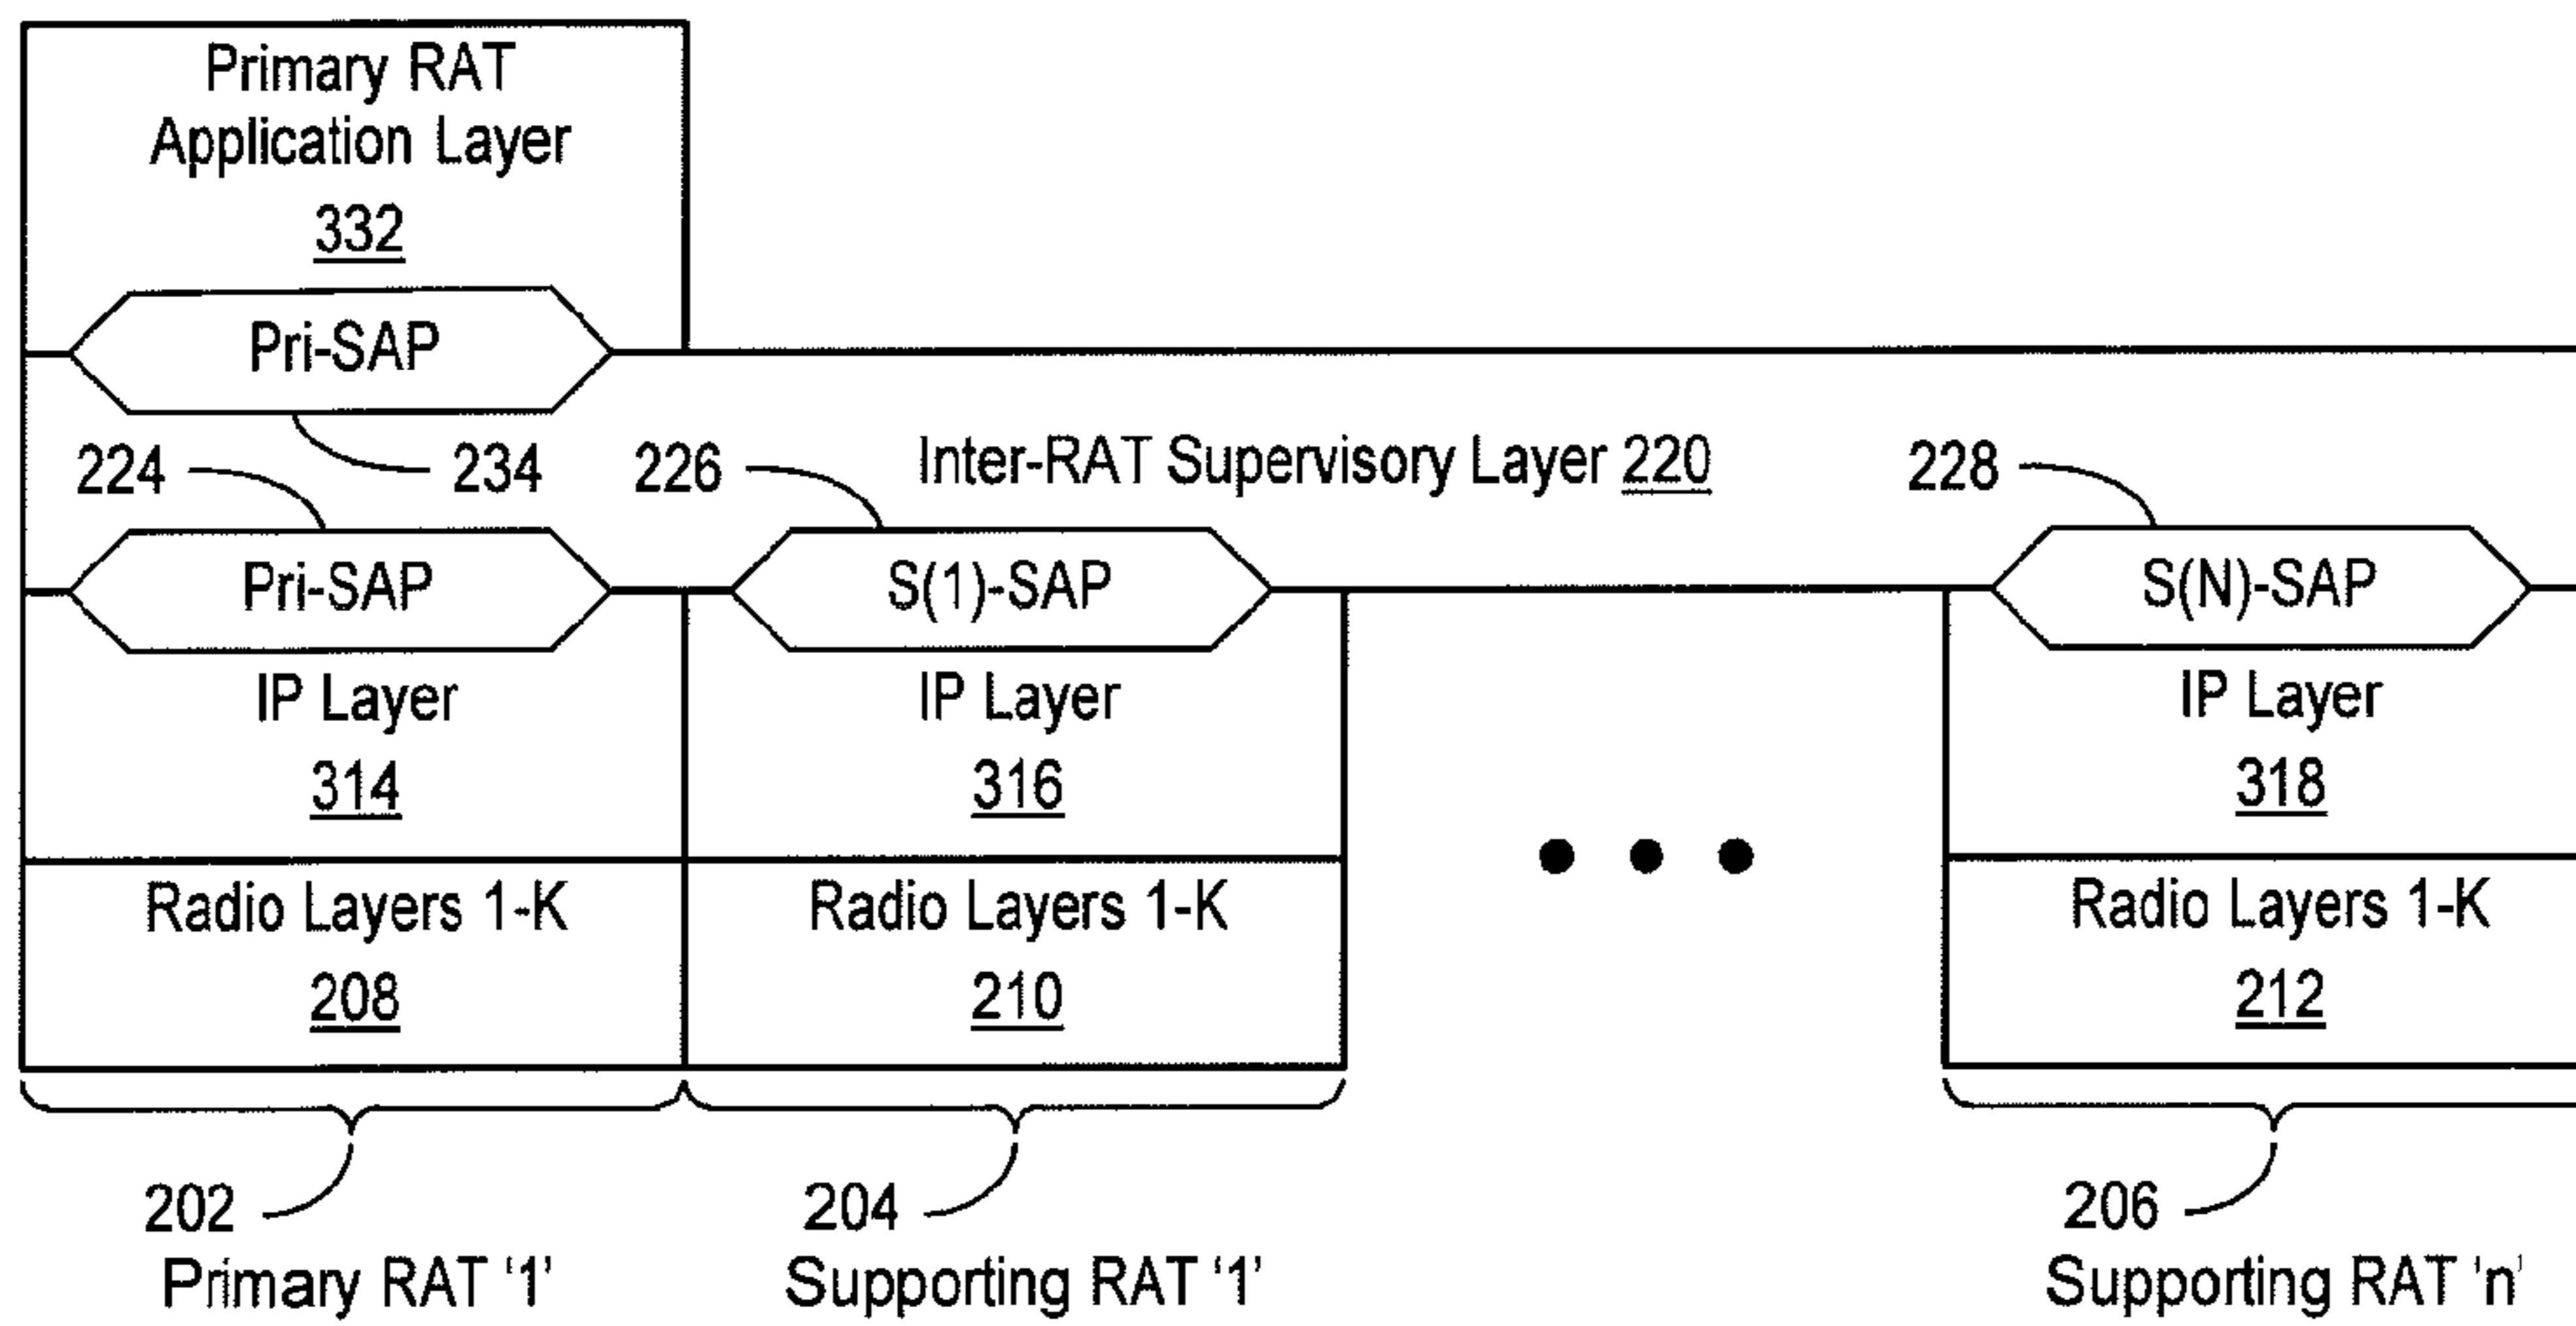 Primary RAT
Application Layer
332
Pri-SAP
224
234
226
Inter-RAT Supervisory Layer 220
228
Pri-SAP
S(1)-SAP
S(N)-SAP
IP Layer
314
IP Layer
316
IP Layer
318
Radio Layers 1-K
208
Radio Layers 1-K
210
Radio Layers 1-K
212
202
Primary RAT '1'
204
Supporting RAT '1'
206
Supporting RAT 'n'